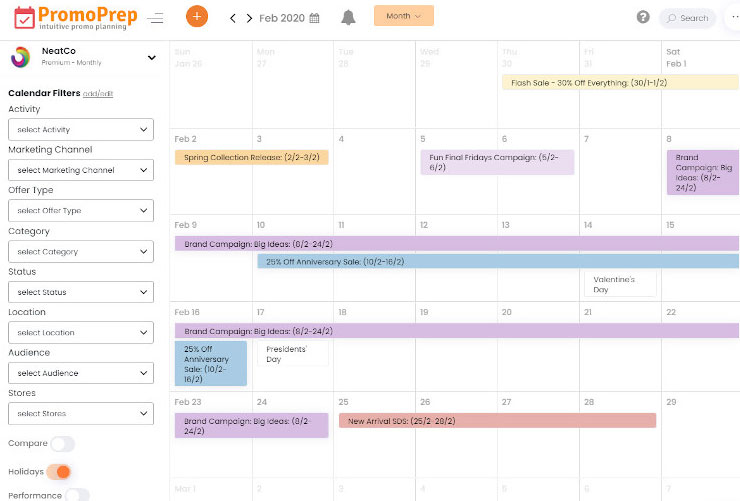 PromoPrep
intuitive promo planning
Feb 2020
Month
Search
NeatCo
Premium - Monthly
Calendar Filters add/edit
Activity
select Activity
Marketing Channel
select Marketing Channel
Offer Type
select Offer Type
Category
select Category
Status
select Status
Location
select Location
Audience
select Audience
Stores
select Stores
Compare
Holidays
Performance
Sun Mon Tue Wed Thu Fri Sat
Jan 26 27 28 29 30 31 Feb 1
Flash Sale - 30% Off Everything: (30/1-1/2)
Feb 2 3 4 5 6 7 8
Spring Collection Release: (2/2-3/2)
Fun Final Fridays Campaign: (5/2-
6/2)
Brand
Campaign: Big
Ideas: (8/2-
24/2)
Feb 9 10 11 12 13 14 15
Brand Campaign: Big Ideas: (8/2-24/2)
25% Off Anniversary Sale: (10/2-16/2)
Valentine's
Day
Feb 16 17 18 19 20 21 22
Brand Campaign: Big Ideas: (8/2-24/2)
25% Off
Anniversary
Sale: (10/2-
16/2)
Presidents'
Day
Feb 23 24 25 26 27 28 29
Brand Campaign: Big Ideas: (8/2-
24/2)
New Arrival SDS: (25/2-28/2)
Mar 1 2 3 4 5 6 7